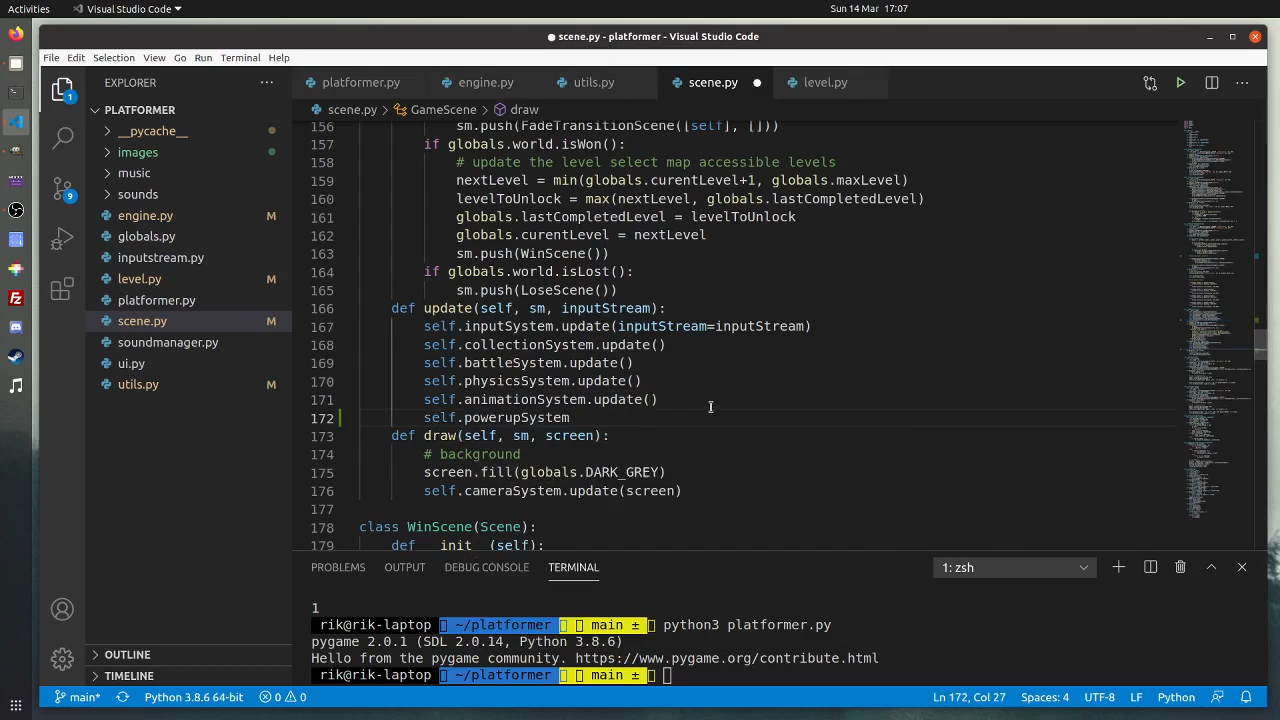 Activities
Visual Studio Code
Sun 14 Mar 17:07
scene.py - platformer - Visual Studio Code
File Edit Selection View Go Run Terminal Help
EXPLORER
platformer.py engine.py utils.py scene.py level.py
PLATFORMER
scene.py > GameScene > draw
__pycache__
images
music
sounds
engine.py M
globals.py
inputstream.py
level.py M
platformer.py
scene.py M
soundmanager.py
ui.py
utils.py M
OUTLINE
TIMELINE
1
9
156 sm.push(FadeTransitionScene([self], []))
157 if globals.world.isWon():
158 # update the level select map accessible levels
159 nextLevel = min(globals.curentLevel+1, globals.maxLevel)
160 levelToUnlock = max(nextLevel, globals.lastCompletedLevel)
161 globals.lastCompletedLevel = levelToUnlock
162 globals.curentLevel = nextLevel
163 sm.push(WinScene())
164 if globals.world.isLost():
165 sm.push(LoseScene())
166 def update(self, sm, inputStream):
167 self.inputSystem.update(inputStream=inputStream)
168 self.collectionSystem.update()
169 self.battleSystem.update()
170 self.physicsSystem.update()
171 self.animationSystem.update()
172 self.powerupSystem
173 def draw(self, sm, screen):
174 # background
175 screen.fill(globals.DARK_GREY)
176 self.cameraSystem.update(screen)
177
178 class WinScene(Scene):
179 def __init__(self):
PROBLEMS OUTPUT DEBUG CONSOLE TERMINAL 1: zsh
1
rik@rik-laptop ~/platformer main ± python3 platformer.py
pygame 2.0.1 (SDL 2.0.14, Python 3.8.6)
Hello from the pygame community. https://www.pygame.org/contribute.html
rik@rik-laptop ~/platformer main ±
main* Python 3.8.6 64-bit 0 0 Ln 172, Col 27 Spaces: 4 UTF-8 LF Python